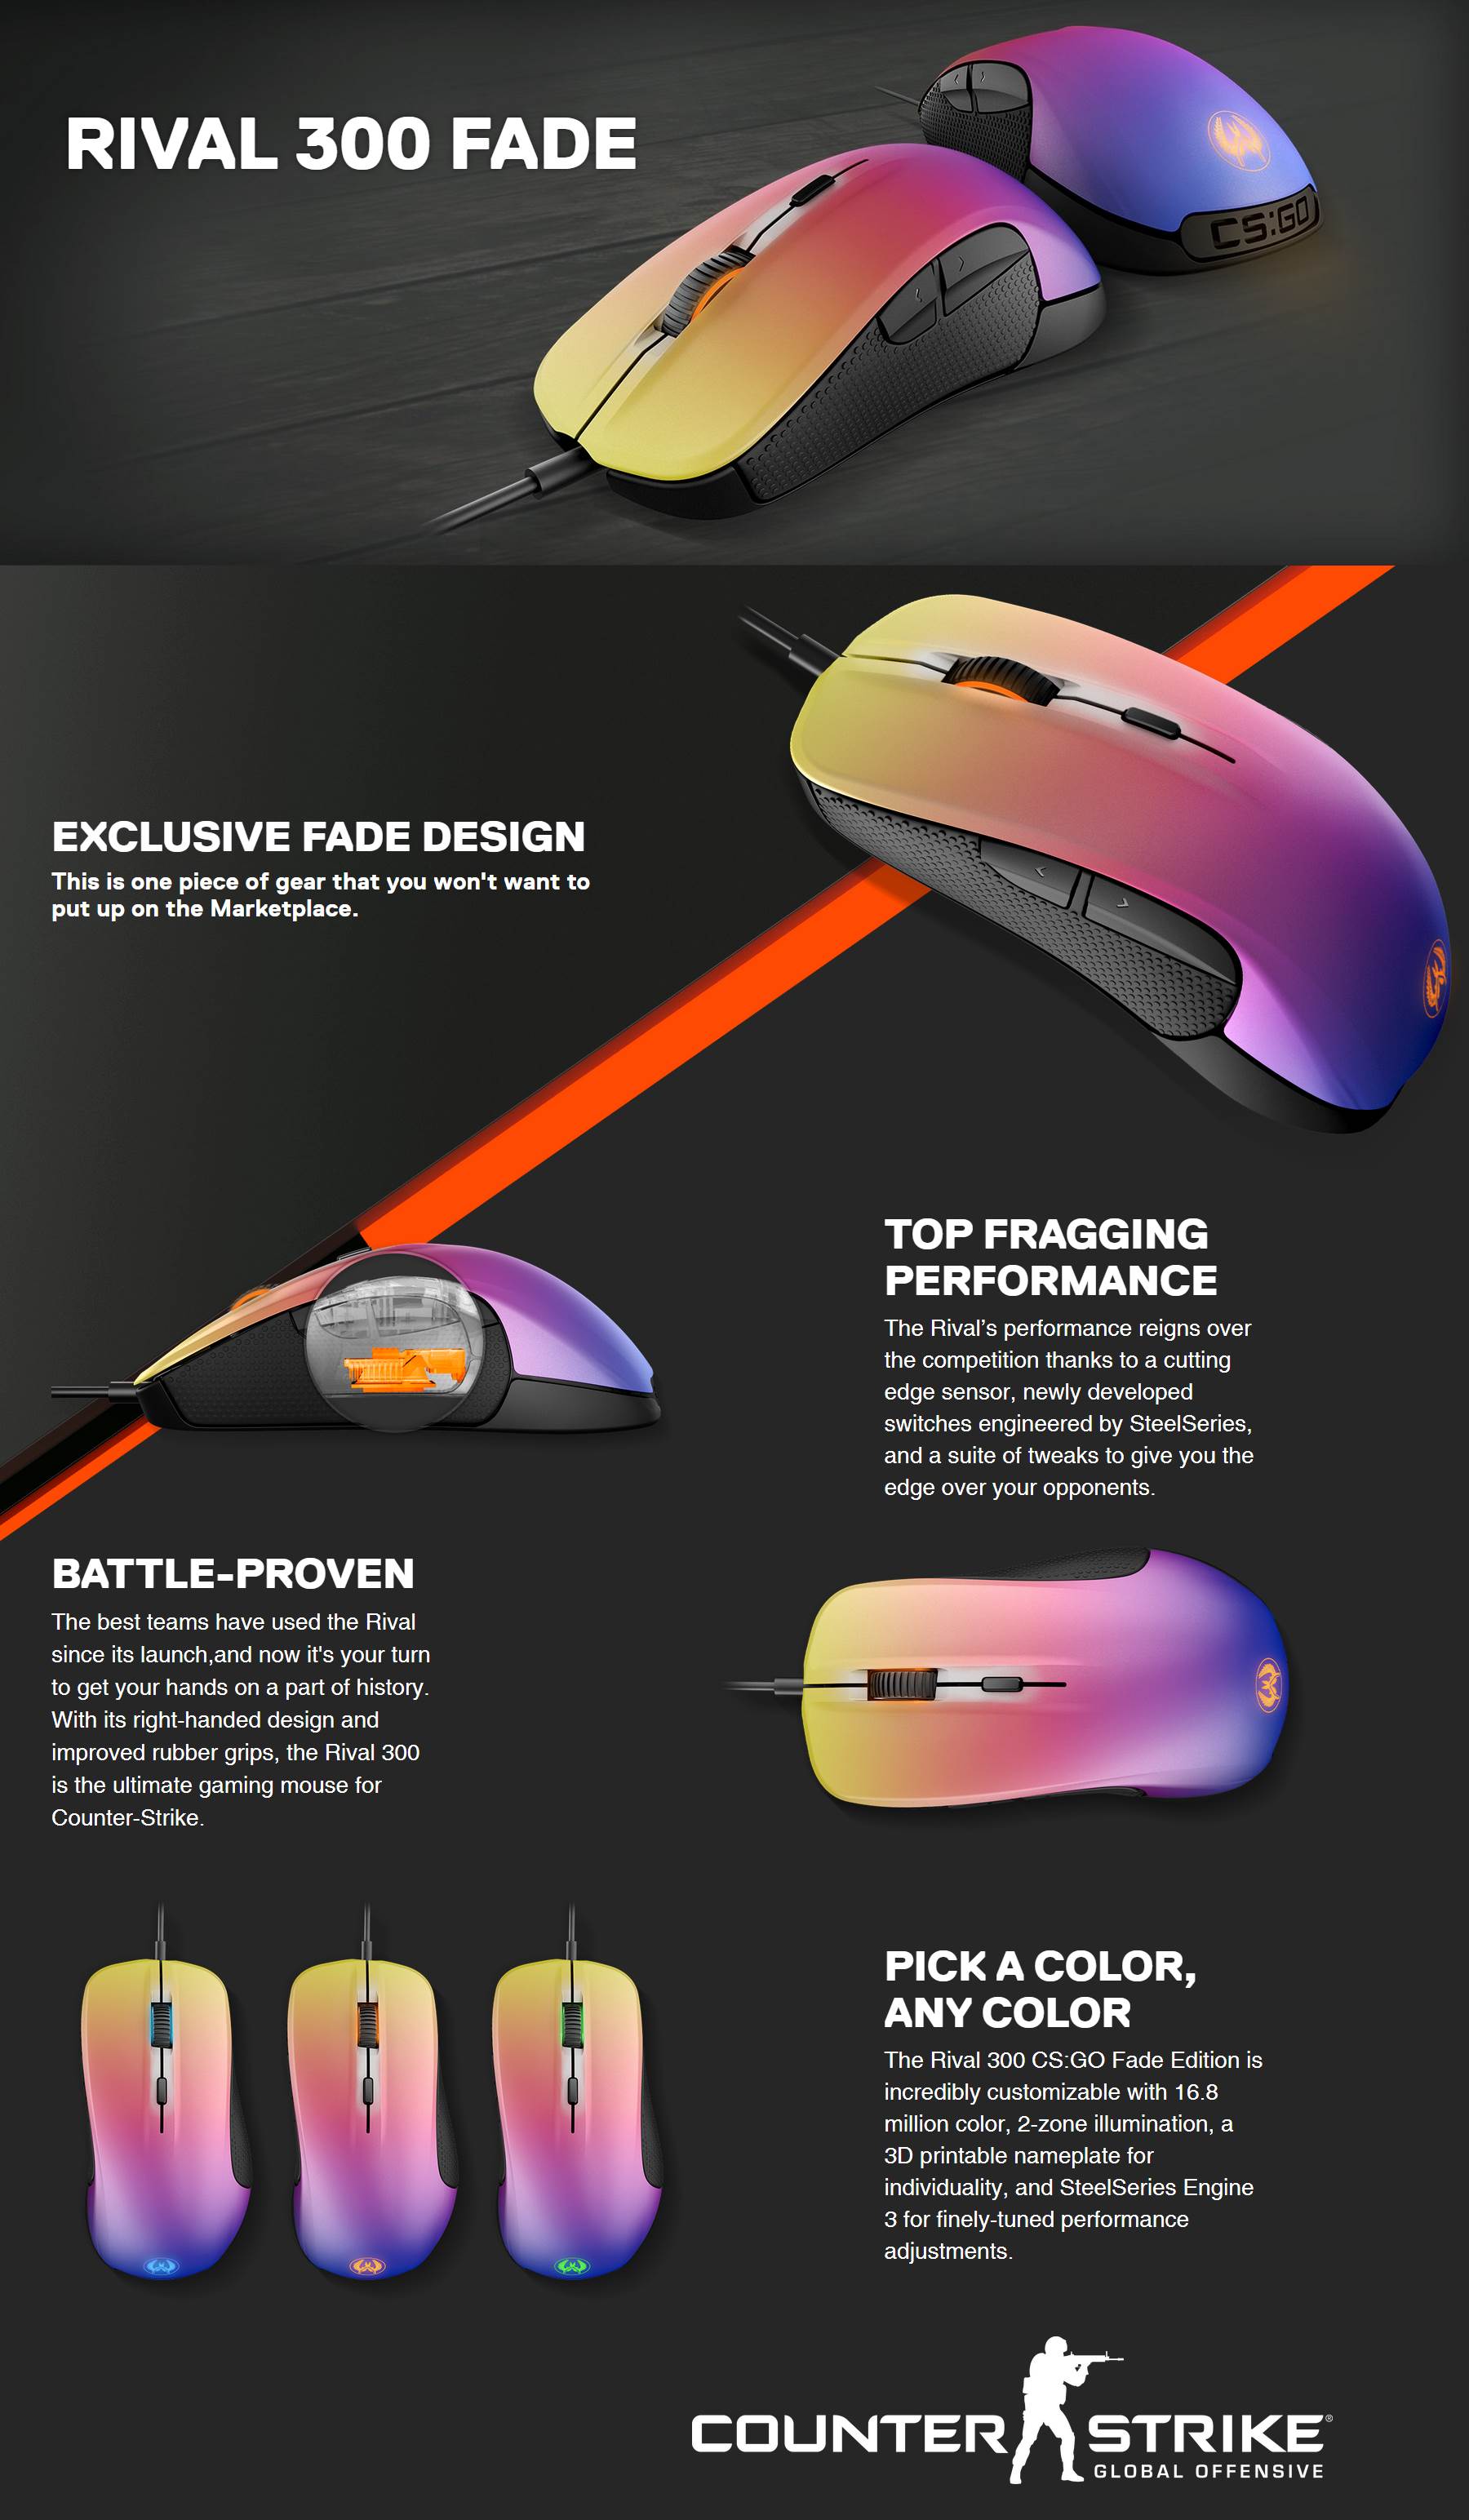 RIVAL 300 FADE
CS:GO
EXCLUSIVE FADE DESIGN
This is one piece of gear that you won't want to
put up on the Marketplace.
TOP FRAGGING
PERFORMANCE
The Rival’s performance reigns over
the competition thanks to a cutting
edge sensor, newly developed
switches engineered by SteelSeries,
and a suite of tweaks to give you the
edge over your opponents.
BATTLE-PROVEN
The best teams have used the Rival
since its launch,and now it's your turn
to get your hands on a part of history.
With its right-handed design and
improved rubber grips, the Rival 300
is the ultimate gaming mouse for
Counter-Strike.
PICK A COLOR,
ANY COLOR
The Rival 300 CS:GO Fade Edition is
incredibly customizable with 16.8
million color, 2-zone illumination, a
3D printable nameplate for
individuality, and SteelSeries Engine
3 for finely-tuned performance
adjustments.
COUNTER STRIKE®
GLOBAL OFFENSIVE